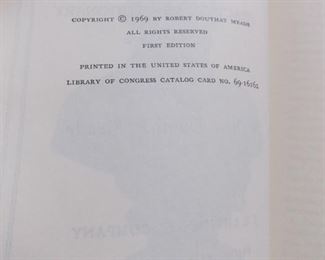 COPYRIGHT © 1969 BY ROBERT DOUTHAT MEADE
ALL RIGHTS RESERVED
FIRST EDITION
PRINTED IN THE UNITED STATES OF AMERICA
LIBRARY OF CONGRESS CATALOG CARD NO. 69-16762